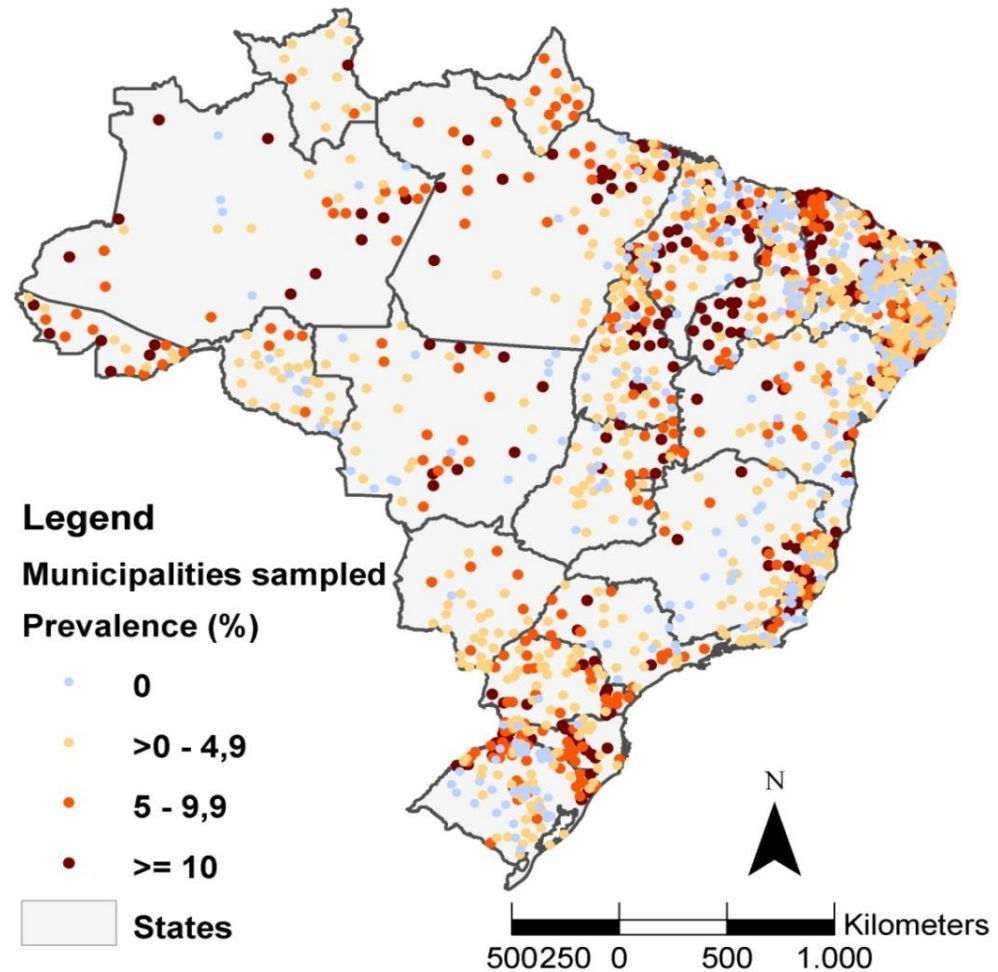 Legend
Municipalities sampled
Prevalence (%)
0
>0 - 4,9
5 - 9,9
>= 10
States
N
Kilometers
500250 0 500 1.000